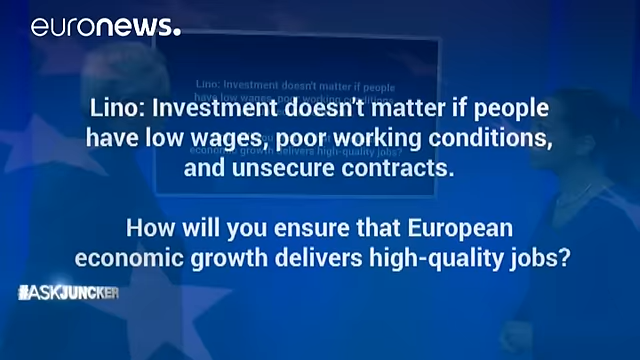 euronews.
Lino: Investment doesn't matter if people
have low wages, poor working conditions,
and unsecure contracts.
How will you ensure that European
economic growth delivers high-quality jobs?
#ASKJUNCKER